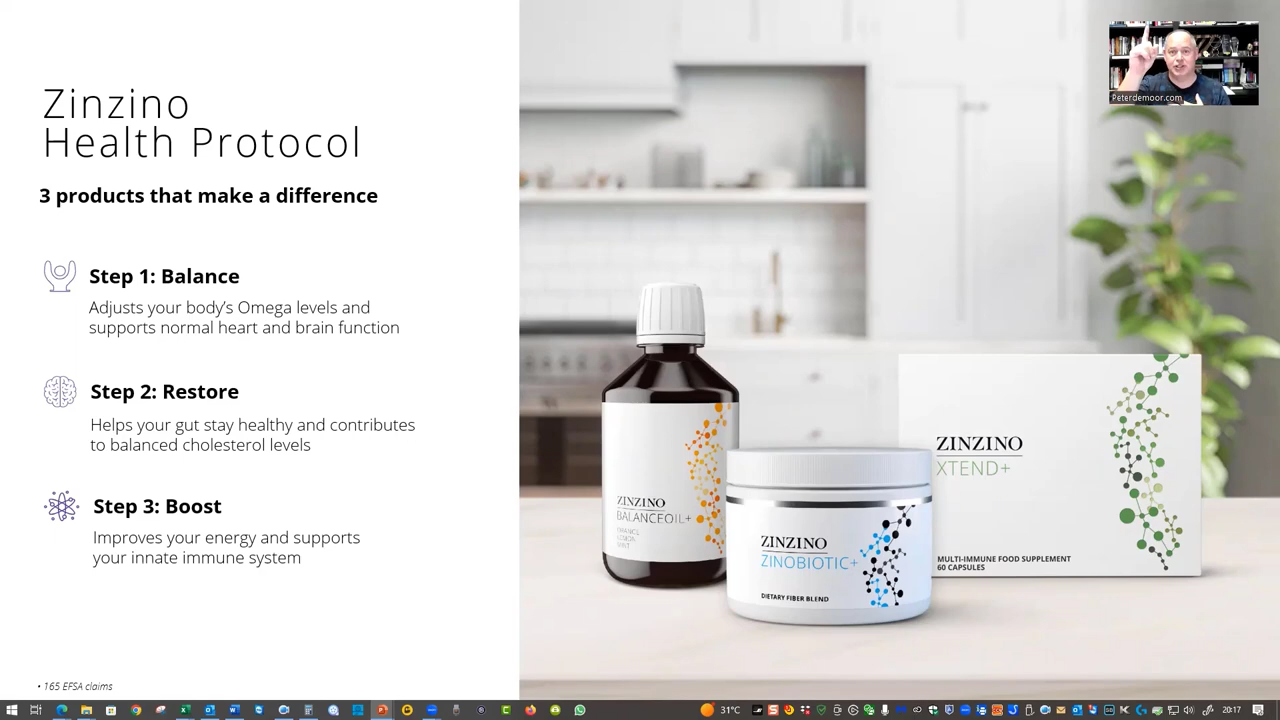 Zinzino
Health Protocol
3 products that make a difference
Step 1: Balance
Adjusts your body's Omega levels and
supports normal heart and brain function
Step 2: Restore
Helps your gut stay healthy and contributes
to balanced cholesterol levels
Step 3: Boost
Improves your energy and supports
your innate immune system
• 165 EFSA claims
Peterdemoor.com
ZINZINO
BALANCEOIL+
ORANGE
LEMON
MINT
ZINZINO
ZINOBIOTIC+
DIETARY FIBER BLEND
ZINZINO
XTEND+
MULTI-IMMUNE FOOD SUPPLEMENT
60 CAPSULES
31°C
20:17